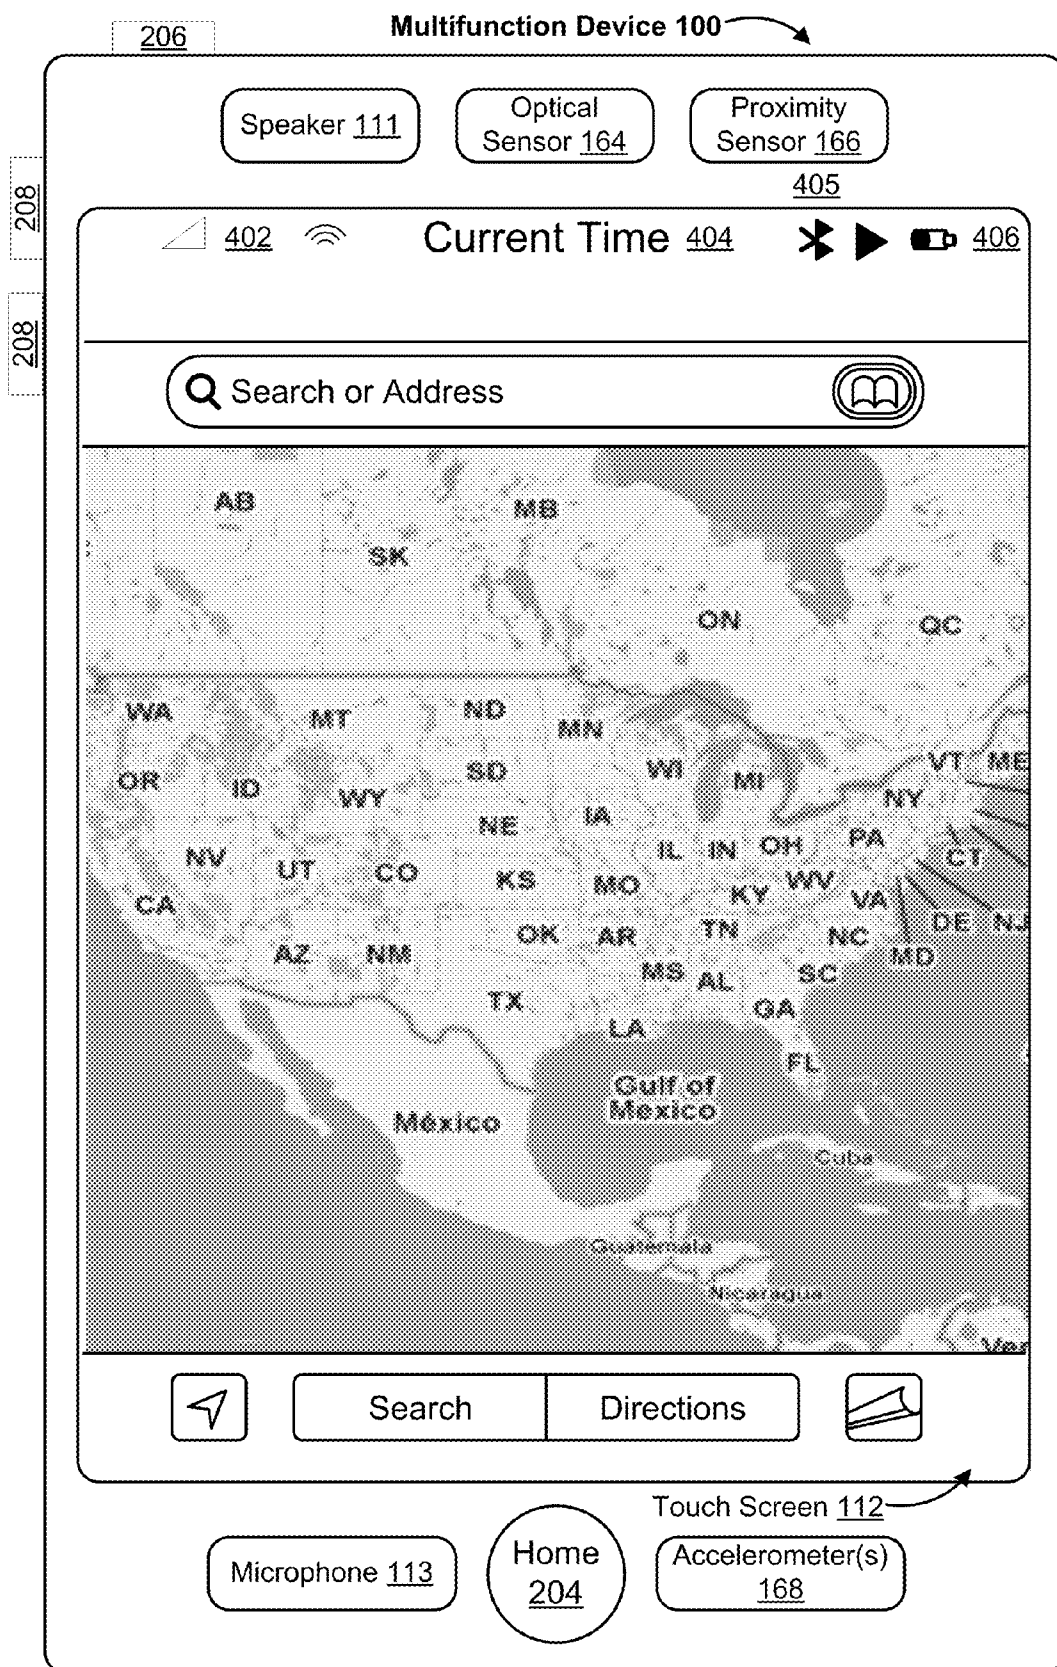 206
Multifunction Device 100
Speaker 111
Optical
Sensor 164
Proximity
Sensor 166
405
208
402
Current Time 404
406
208
Search or Address
AB
MB
SK
ON
QC
WA
MT
ND
MN
OR
ID
WY
SD
WI
MI
VT
ME
NY
NE
IA
NV
UT
CO
KS
MO
IL
IN
OH
PA
CT
CA
KY
WV
VA
DE
NJ
AZ
NM
OK
AR
TN
NC
MD
MS
AL
SC
TX
LA
GA
FL
Gulf of
Mexico
México
Cuba
Guatemala
Nicaragua
Ver
Search
Directions
Touch Screen 112
Microphone 113
Home
204
Accelerometer(s)
168